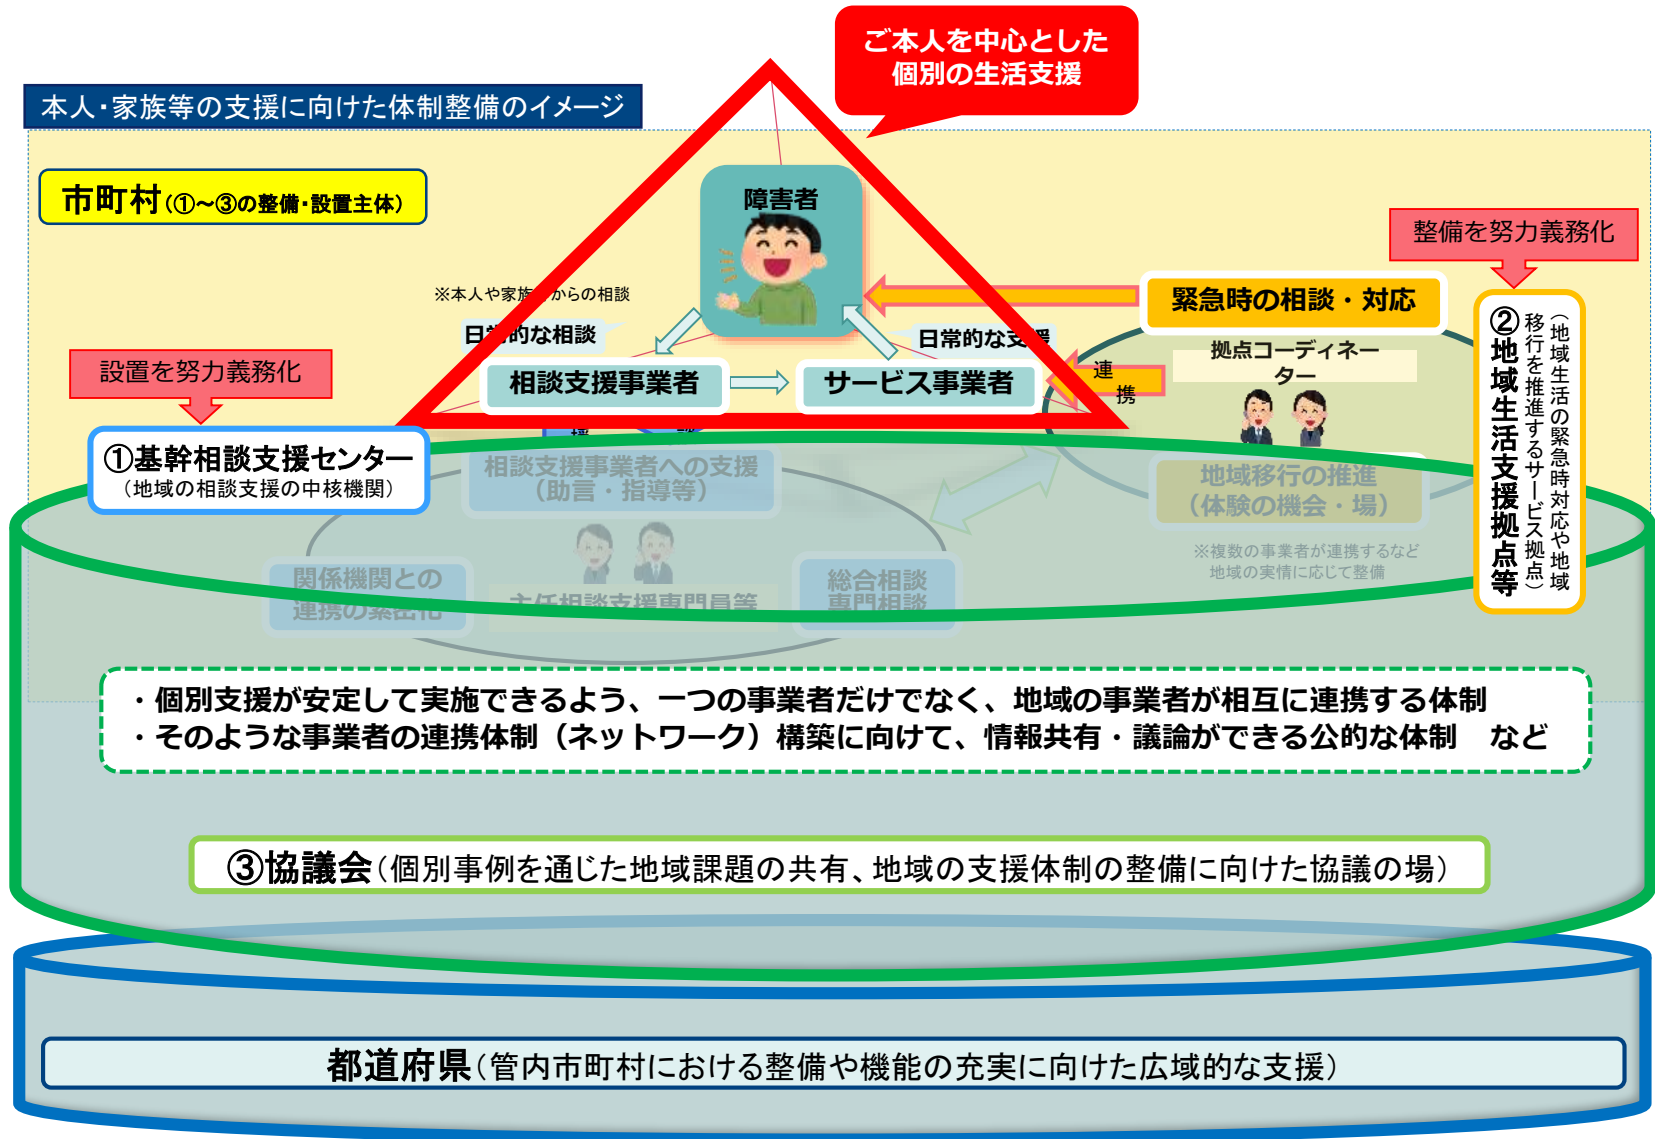 ご本人を中心とした
個別の生活支援
本人・家族等の支援に向けた体制整備のイメージ
市町村(①~③の整備・設置主体)
障害者
整備を努力義務化
※本人や家族
からの相談
日常的な相談
日常的な支援
緊急時の相談・対応
設置を努力義務化
相談支援事業者
サービス事業者
連
携
拠点コーディネー
ター
②地域生活支援拠点等
(地域生活の緊急時対応や地域
移行を推進するサービス拠点)
①基幹相談支援センター
(地域の相談支援の中核機関)
相談支援事業者への支援
(助言・指導等)
地域移行の推進
(体験の機会・場)
※複数の事業者が連携するなど
地域の実情に応じて整備
関係機関との
連携の緊密化
主任相談支援専門員等
総合相談
専門相談
・個別支援が安定して実施できるよう、一つの事業者だけでなく、地域の事業者が相互に連携する体制
・そのような事業者の連携体制(ネットワーク)構築に向けて、情報共有・議論ができる公的な体制 など
③協議会(個別事例を通じた地域課題の共有、地域の支援体制の整備に向けた協議の場)
都道府県(管内市町村における整備や機能の充実に向けた広域的な支援)